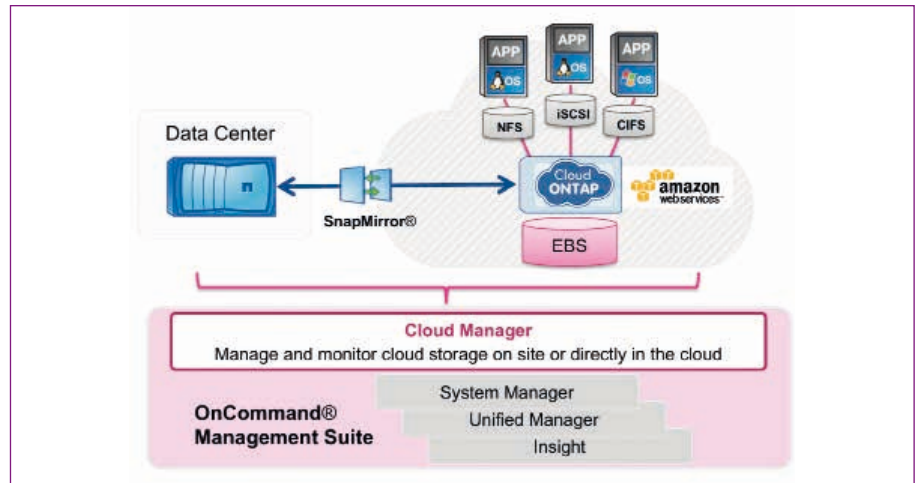 APP
OS
APP
OS
APP
OS
NFS
iSCSI
CIFS
Data Center
n
SnapMirror®
Cloud
ONTAP
amazon
webservices™
EBS
Cloud Manager
Manage and monitor cloud storage on site or directly in the cloud
OnCommand®
Management Suite
System Manager
Unified Manager
Insight